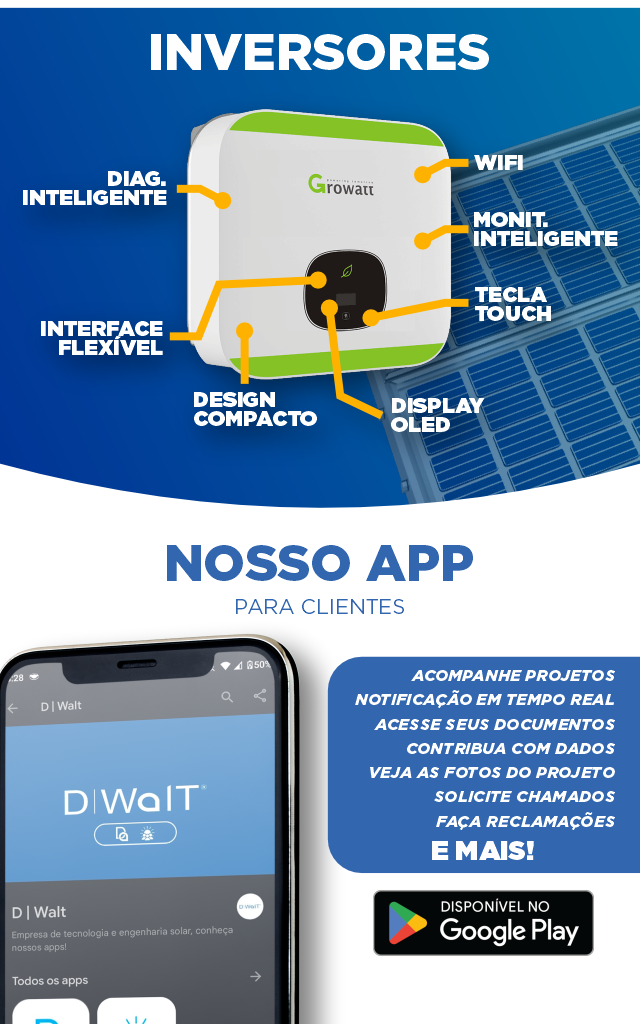 INVERSORES
Growatt
DIAG.
INTELIGENTE
WIFI
MONIT.
INTELIGENTE
TECLA
TOUCH
INTERFACE
FLEXÍVEL
DESIGN
COMPACTO
DISPLAY
OLED
NOSSO APP
PARA CLIENTES
:28
50%
D | Walt
D|WalT
D | Walt
D|WalT
Empresa de tecnologia e engenharia solar, conheça
nossos apps!
Todos os apps
ACOMPANHE PROJETOS
NOTIFICAÇÃO EM TEMPO REAL
ACESSE SEUS DOCUMENTOS
CONTRIBUA COM DADOS
VEJA AS FOTOS DO PROJETO
SOLICITE CHAMADOS
FAÇA RECLAMAÇÕES
E MAIS!
DISPONÍVEL NO
Google Play